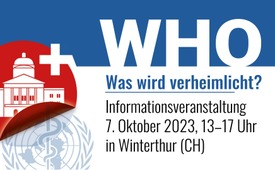 WHO
Was wird verheimlicht?
Informationsveranstaltung
7. Oktober 2023, 13–17 Uhr
in Winterthur (CH)